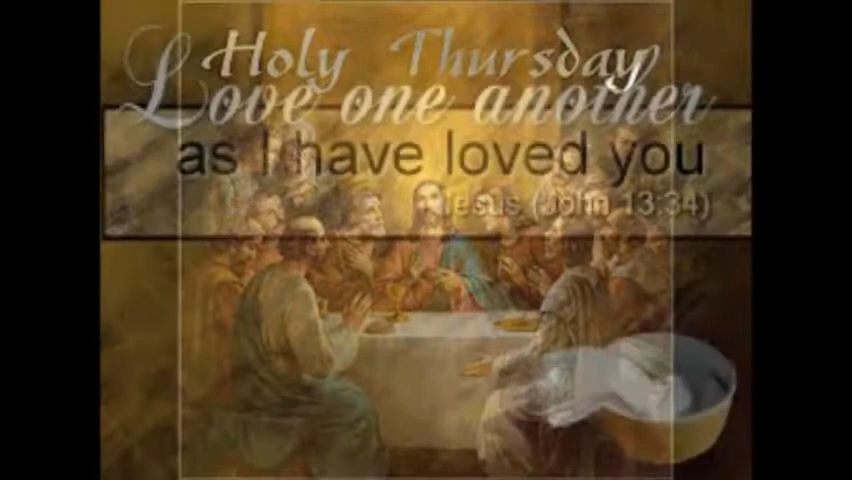 Holy Thursday
Love one another
as I have loved you
Jesus (John 13:34)